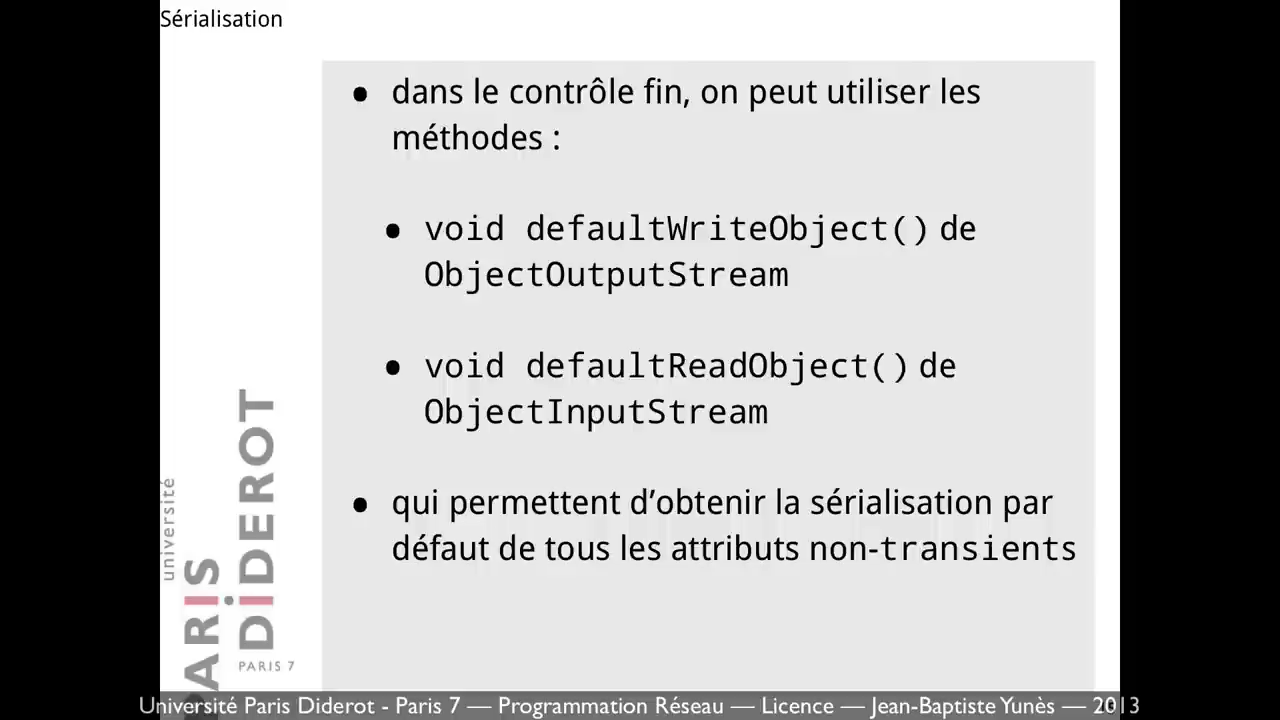 Sérialisation
• dans le contrôle fin, on peut utiliser les
méthodes :
• void defaultWriteObject() de
ObjectOutputStream
• void defaultReadObject() de
ObjectInputStream
• qui permettent d’obtenir la sérialisation par
défaut de tous les attributs non-transients
université
PARIS
DiDEROT
PARIS 7
Université Paris Diderot - Paris 7 — Programmation Réseau — Licence — Jean-Baptiste Yunès — 2013